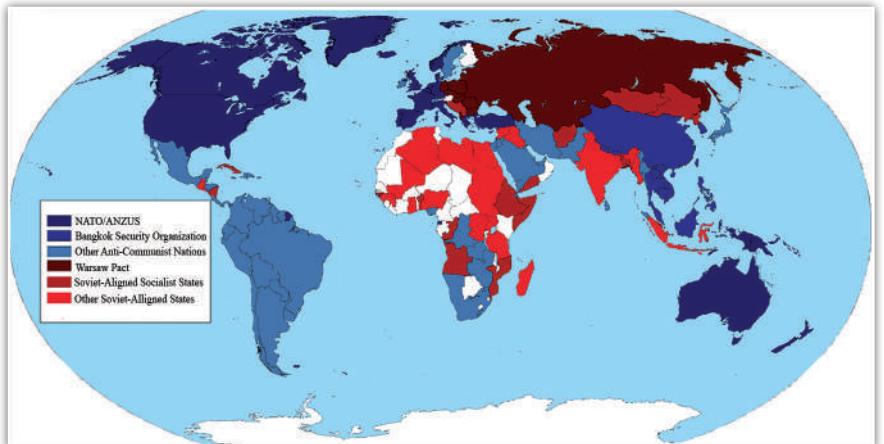 NATO/ANZUS
Bangkok Security Organization
Other Anti-Communist Nations
Warsaw Pact
Soviet-Aligned Socialist States
Other Soviet-Alligned States